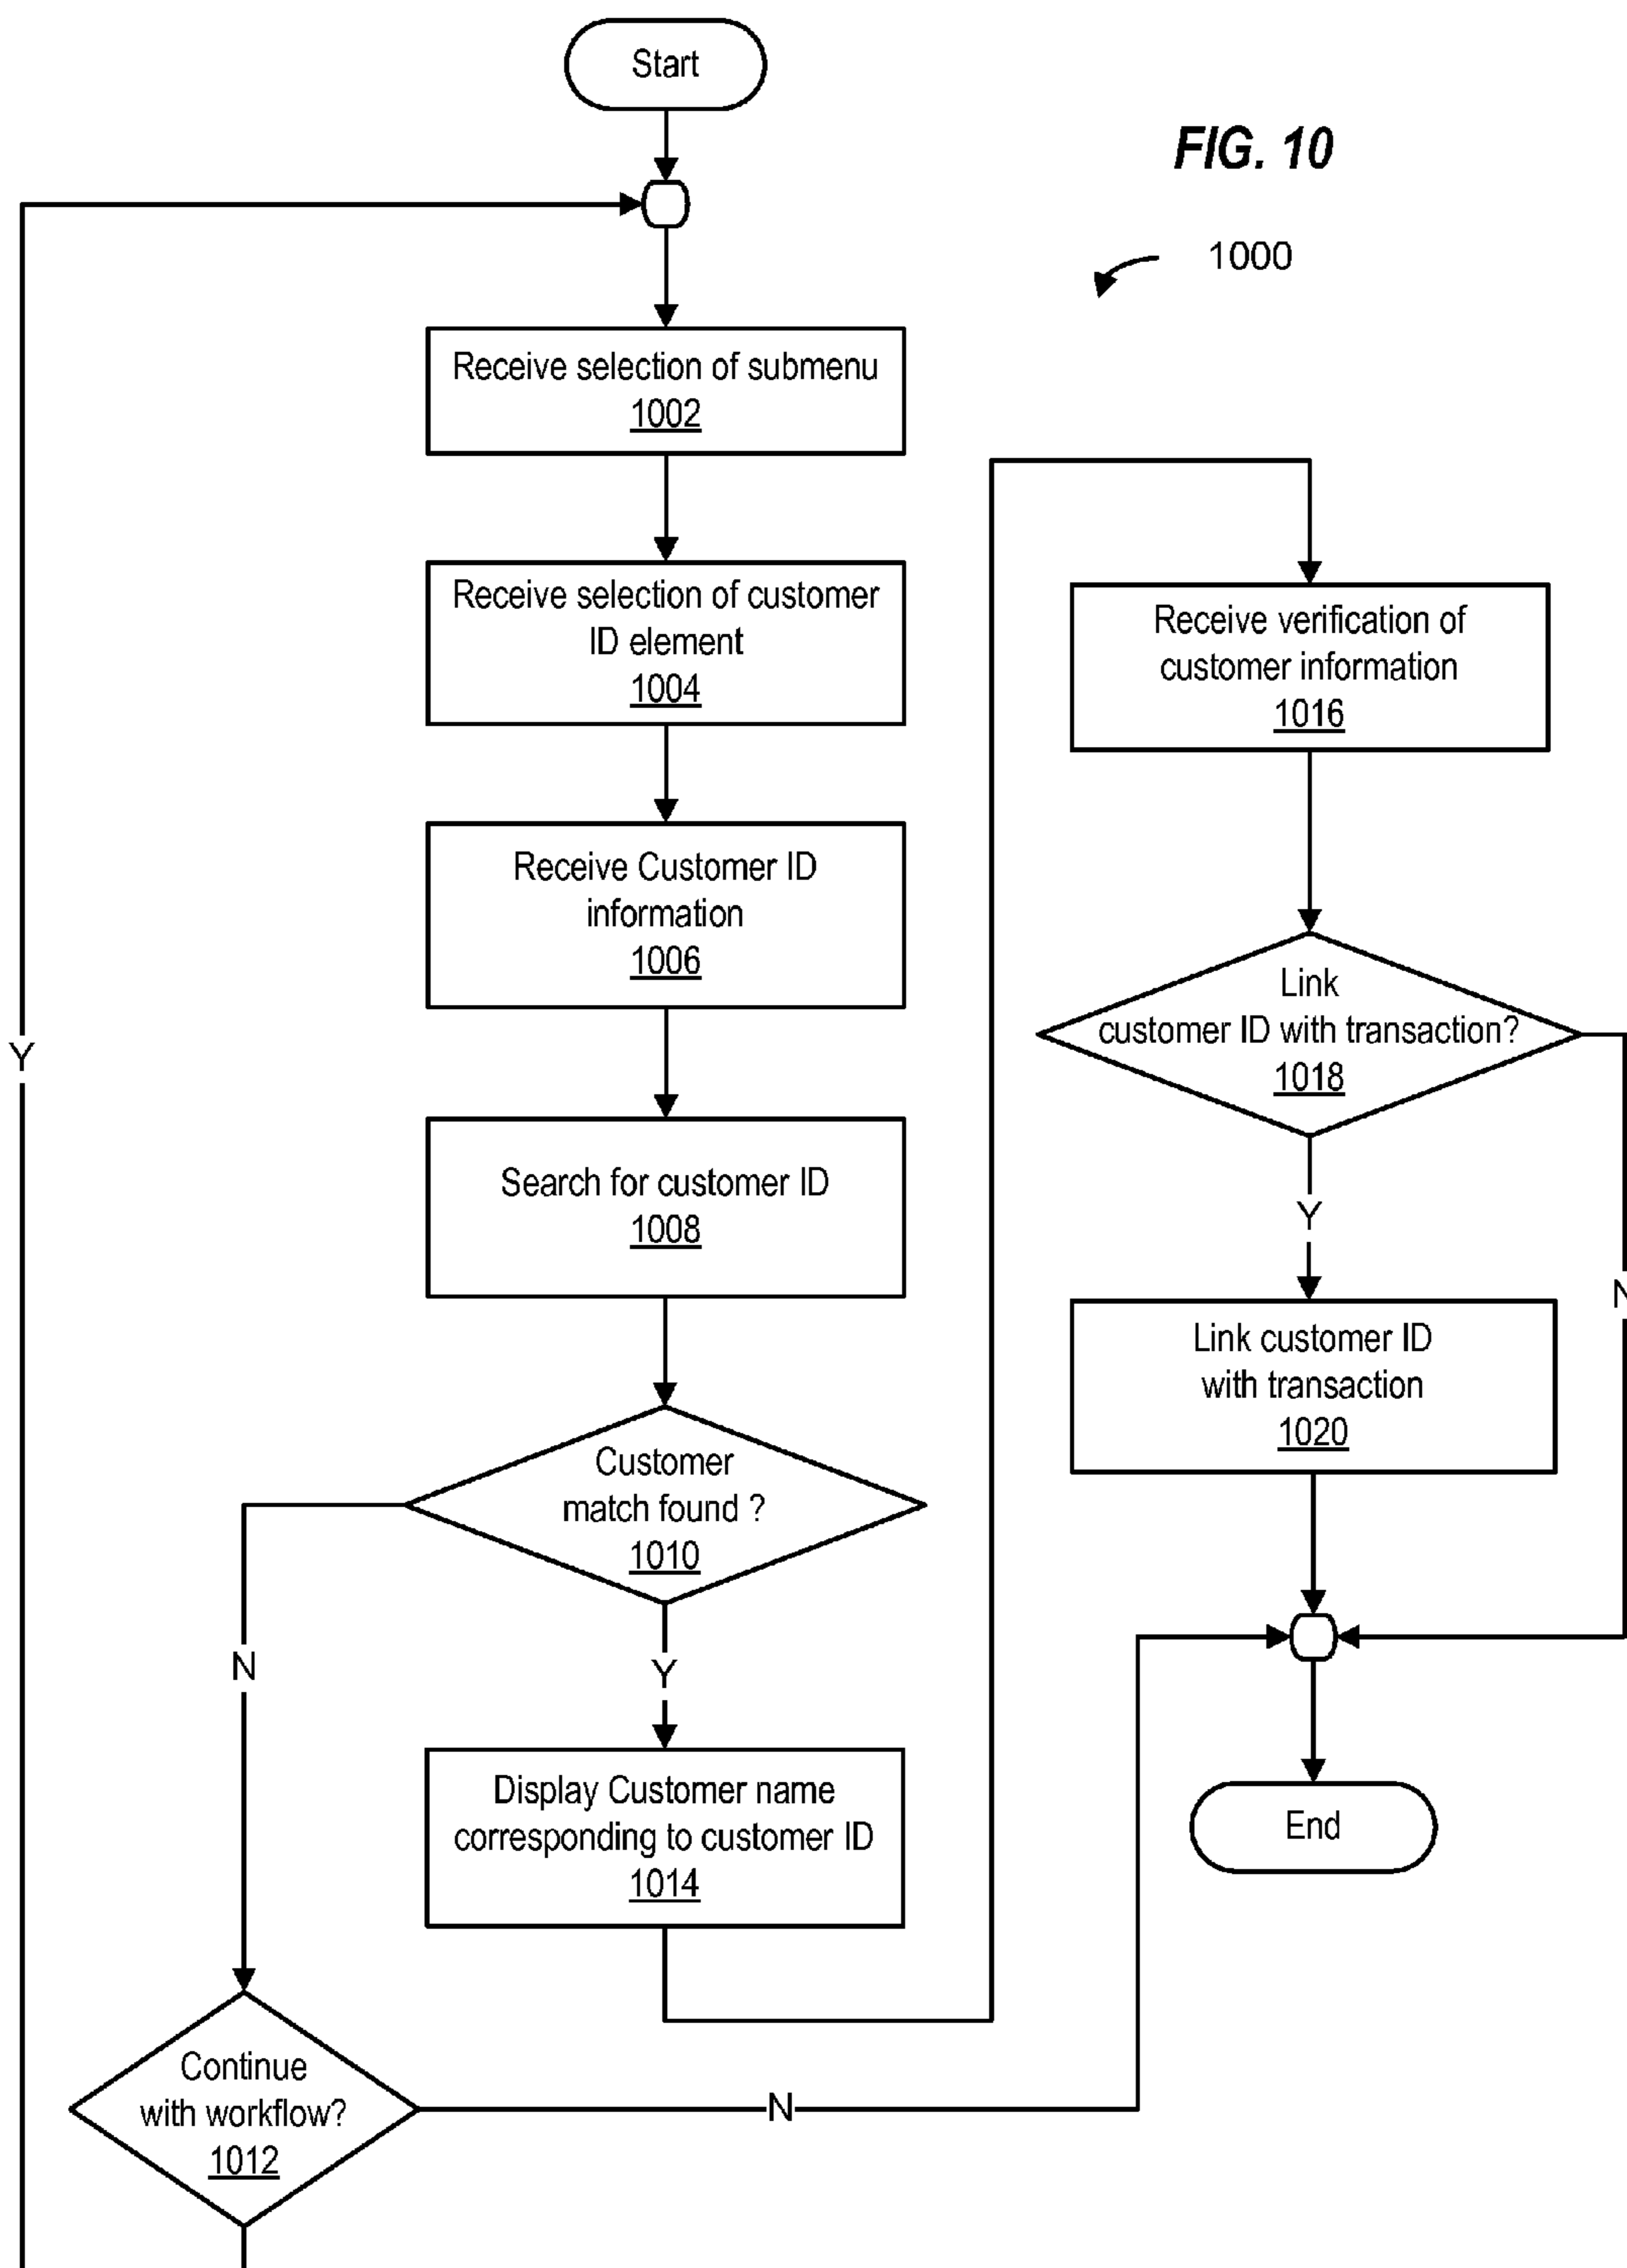 Start
FIG. 10
1000
Receive selection of submenu
1002
Receive selection of customer
ID element
1004
Receive Customer ID
information
1006
Search for customer ID
1008
Customer
match found ?
1010
N
Y
Display Customer name
corresponding to customer ID
1014
Continue
with workflow?
1012
Y
N
Receive verification of
customer information
1016
Link
customer ID with transaction?
1018
Y
N
Link customer ID
with transaction
1020
End